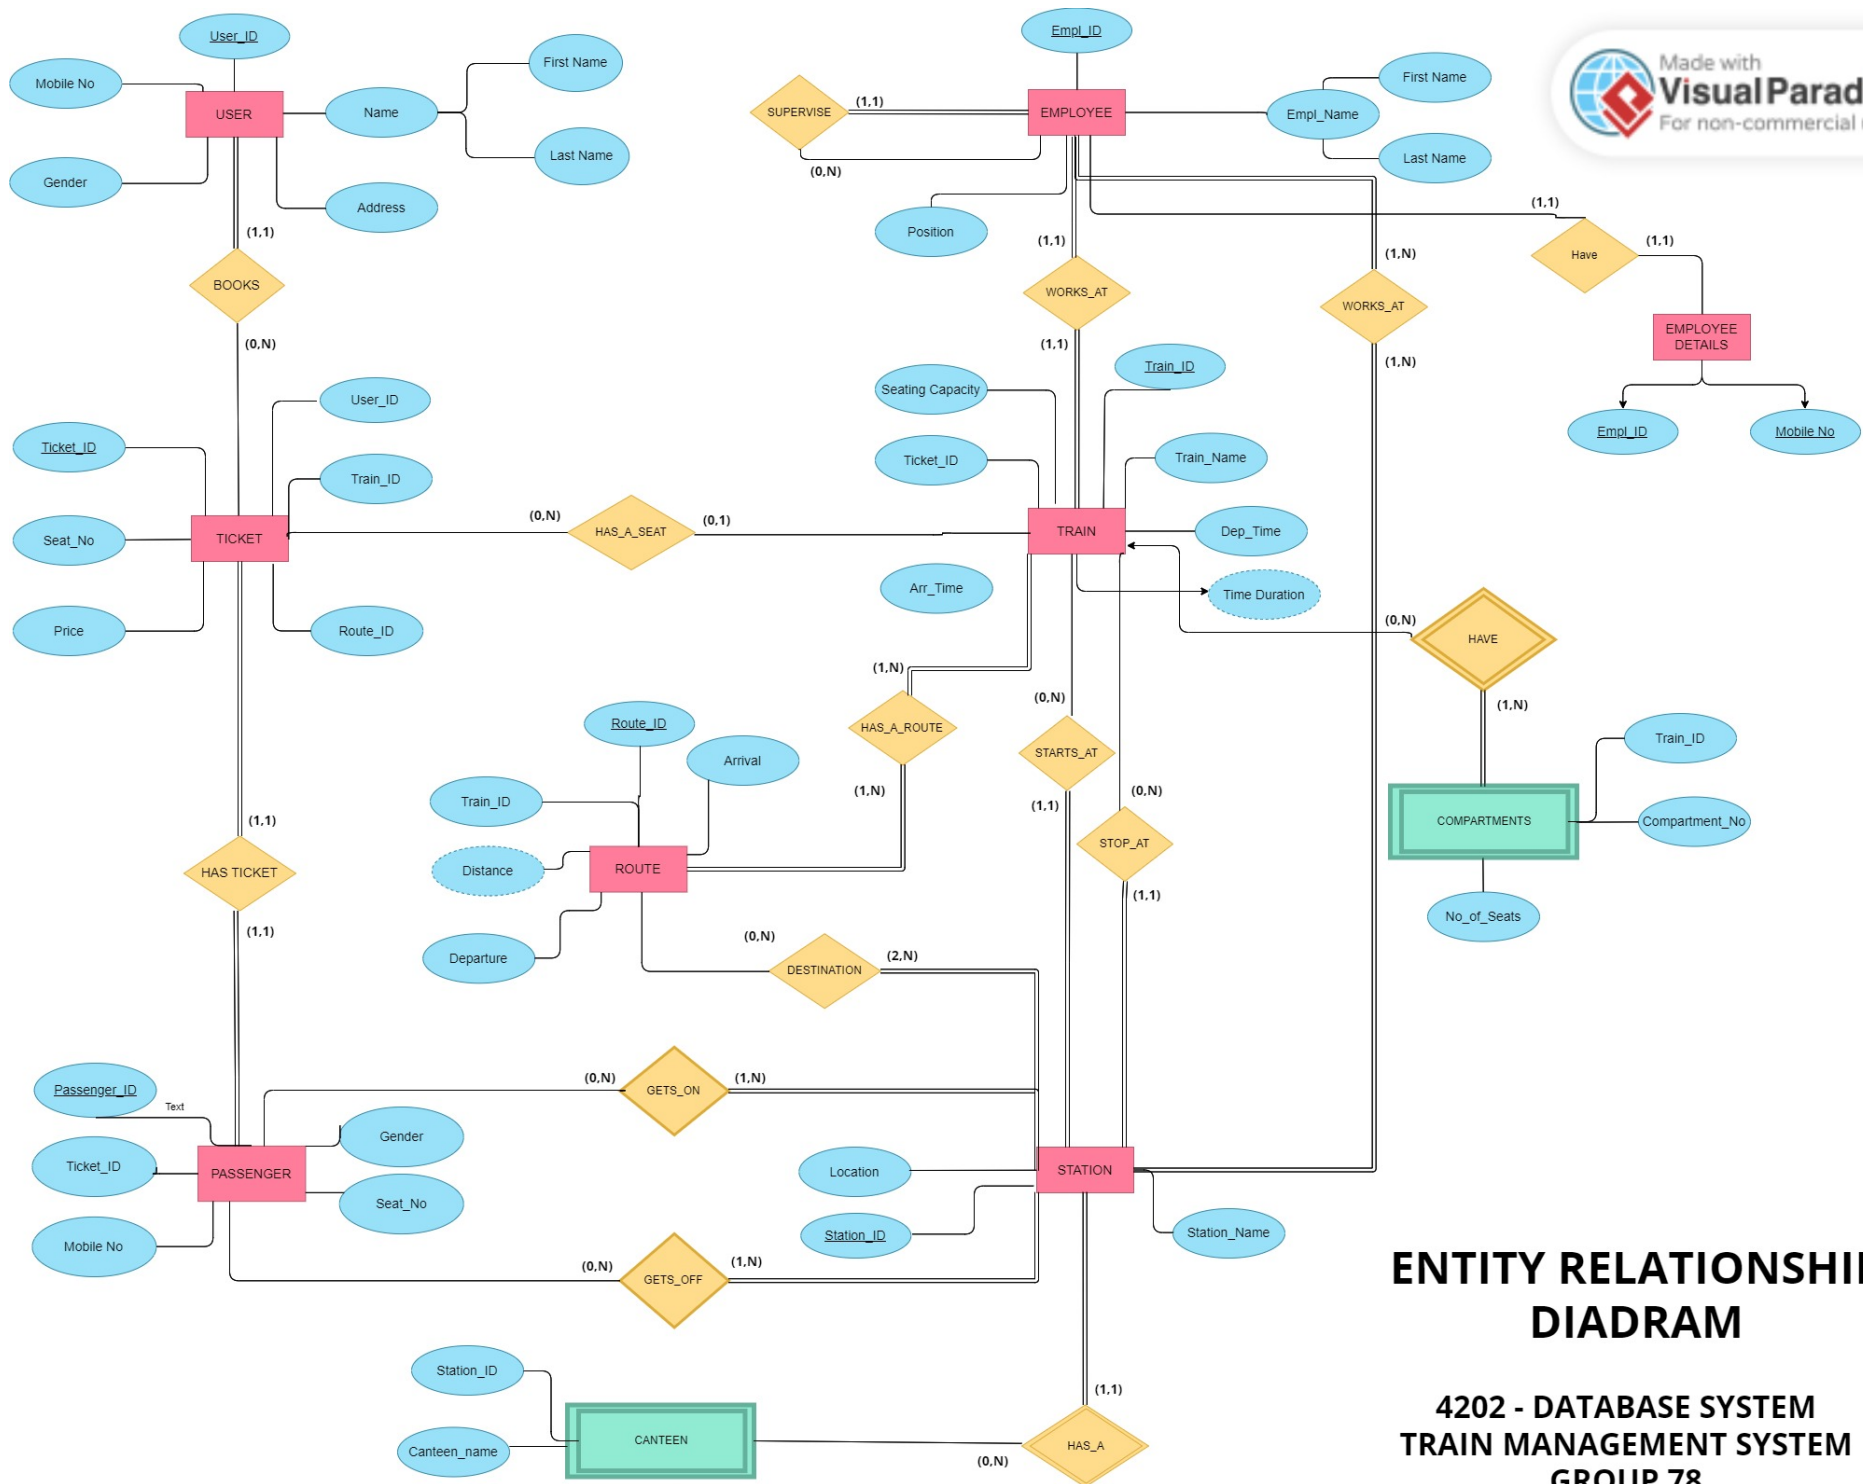 User_ID
Mobile No
USER
Name
First Name
Last Name
Gender
Address
(1,1)
BOOKS
(0,N)
Empl_ID
SUPERVISE
(1,1)
(0,N)
EMPLOYEE
Empl_Name
First Name
Last Name
Position
Made with
Visual Parad
For non-commercial
(1,1)
WORKS_AT
(1,1)
(1,N)
WORKS_AT
(1,N)
(1,1)
Have
(1,1)
EMPLOYEE
DETAILS
Empl_ID
Mobile No
User_ID
Ticket_ID
Train_ID
Seat_No
TICKET
Price
Route_ID
(0,N)
HAS_A_SEAT
(0,1)
Seating Capacity
Train_ID
Ticket_ID
Train_Name
TRAIN
Dep_Time
Arr_Time
Time Duration
(0,N)
HAVE
(1,N)
Train_ID
COMPARTMENTS
Compartment_No
No_of_Seats
(1,N)
HAS_A_ROUTE
(1,N)
(0,N)
STARTS_AT
(1,1)
(0,N)
STOP_AT
(1,1)
Route_ID
Arrival
Train_ID
Distance
ROUTE
Departure
(0,N)
DESTINATION
(2,N)
(1,1)
HAS TICKET
(1,1)
Passenger_ID
Text
Ticket_ID
PASSENGER
Gender
Seat_No
Mobile No
(0,N)
GETS_ON
(1,N)
(0,N)
GETS_OFF
(1,N)
Location
STATION
Station_ID
Station_Name
(1,1)
HAS_A
(0,N)
Station_ID
CANTEEN
Canteen_name
ENTITY RELATIONSHI
DIADRAM
4202 - DATABASE SYSTEM
TRAIN MANAGEMENT SYSTEM
GROUP 78